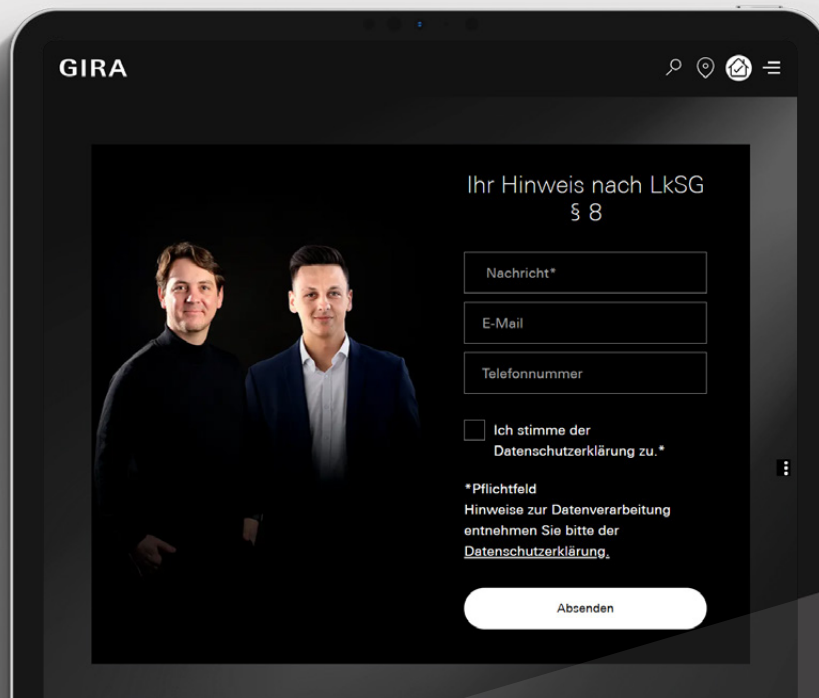 GIRA
Ihr Hinweis nach LkSG
§ 8
Nachricht*
E-Mail
Telefonnummer
Ich stimme der
Datenschutzerklärung zu.*
*Pflichtfeld
Hinweise zur Datenverarbeitung
entnehmen Sie bitte der
Datenschutzerklärung.
Absenden